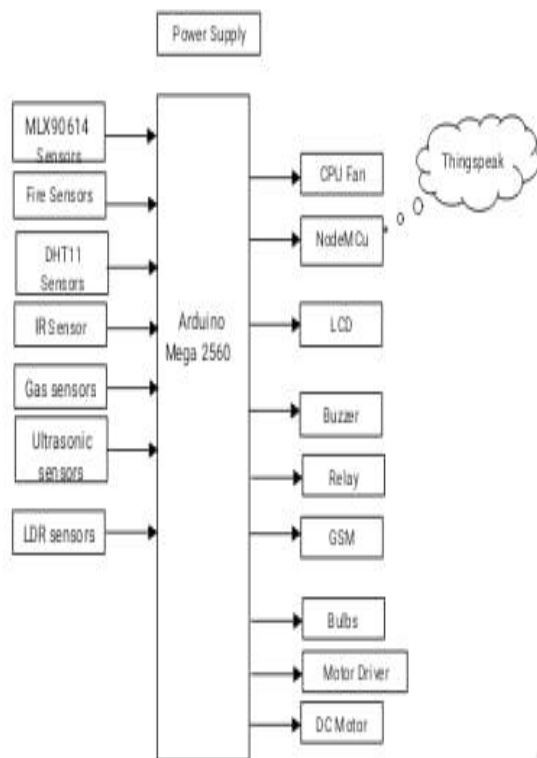 Power Supply
MLX90614
Sensors
Fire Sensors
DHT11
Sensors
IR Sensor
Gas sensors
Ultrasonic
sensors
LDR sensors
Arduino
Mega 2560
CPU Fan
NodeMCu
LCD
Buzzer
Relay
GSM
Bulbs
Motor Driver
DC Motor
Thingspeak